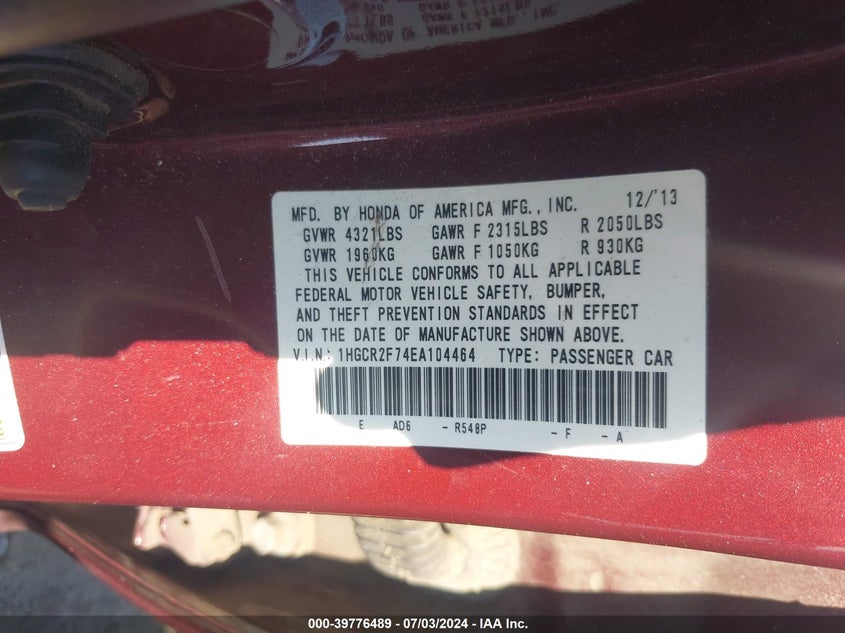 MFD. BY HONDA OF AMERICA MFG., INC. 12/'13
GVWR 4321LBS GAWR F 2315LBS R 2050LBS
GVWR 1960KG GAWR F 1050KG R 930KG
THIS VEHICLE CONFORMS TO ALL APPLICABLE
FEDERAL MOTOR VEHICLE SAFETY, BUMPER,
AND THEFT PREVENTION STANDARDS IN EFFECT
ON THE DATE OF MANUFACTURE SHOWN ABOVE.
V.I.N.: 1HGCR2F74EA104464 TYPE: PASSENGER CAR
E AD6 - R548P - F - A
000-39776489 - 07/03/2024 - IAA Inc.